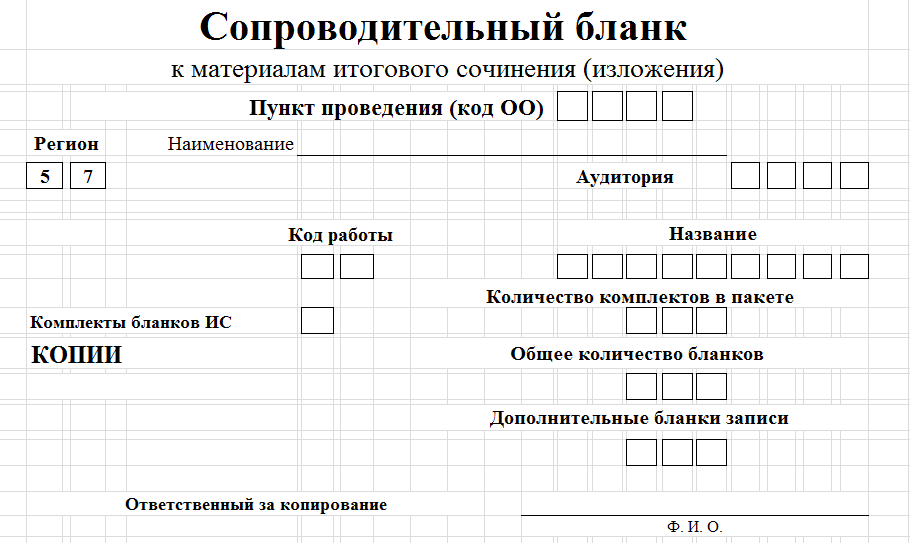 Сопроводительный бланк
к материалам итогового сочинения (изложения)
Пункт проведения (код ОО)
Регион Наименование
5 7 Аудитория
Код работы Название
Количество комплектов в пакете
Комплекты бланков ИС
КОПИИ Общее количество бланков
Дополнительные бланки записи
Ответственный за копирование
Ф. И. О.